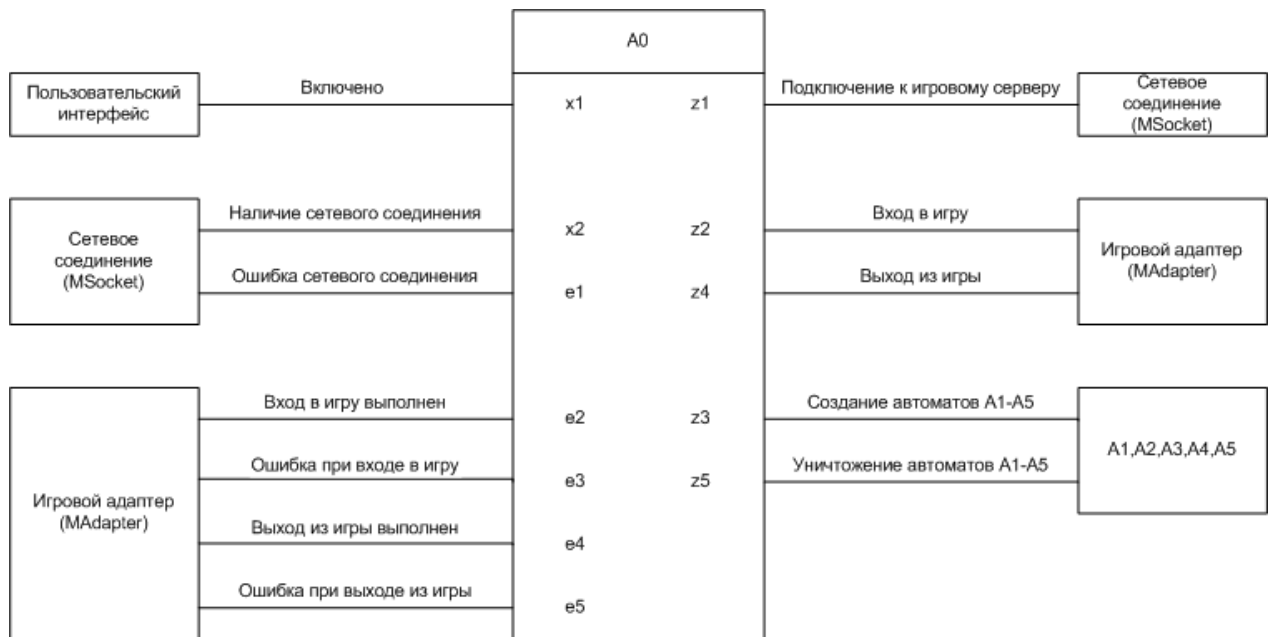 A0
Пользовательский
интерфейс
Включено
x1
z1
Подключение к игровому серверу
Сетевое
соединение
(MSocket)
Сетевое
соединение
(MSocket)
Наличие сетевого соединения
x2
z2
Вход в игру
Ошибка сетевого соединения
e1
z4
Выход из игры
Игровой адаптер
(MAdapter)
Игровой адаптер
(MAdapter)
Вход в игру выполнен
e2
z3
Создание автоматов A1-A5
Ошибка при входе в игру
e3
z5
Уничтожение автоматов A1-A5
A1,A2,A3,A4,A5
Выход из игры выполнен
e4
Ошибка при выходе из игры
e5